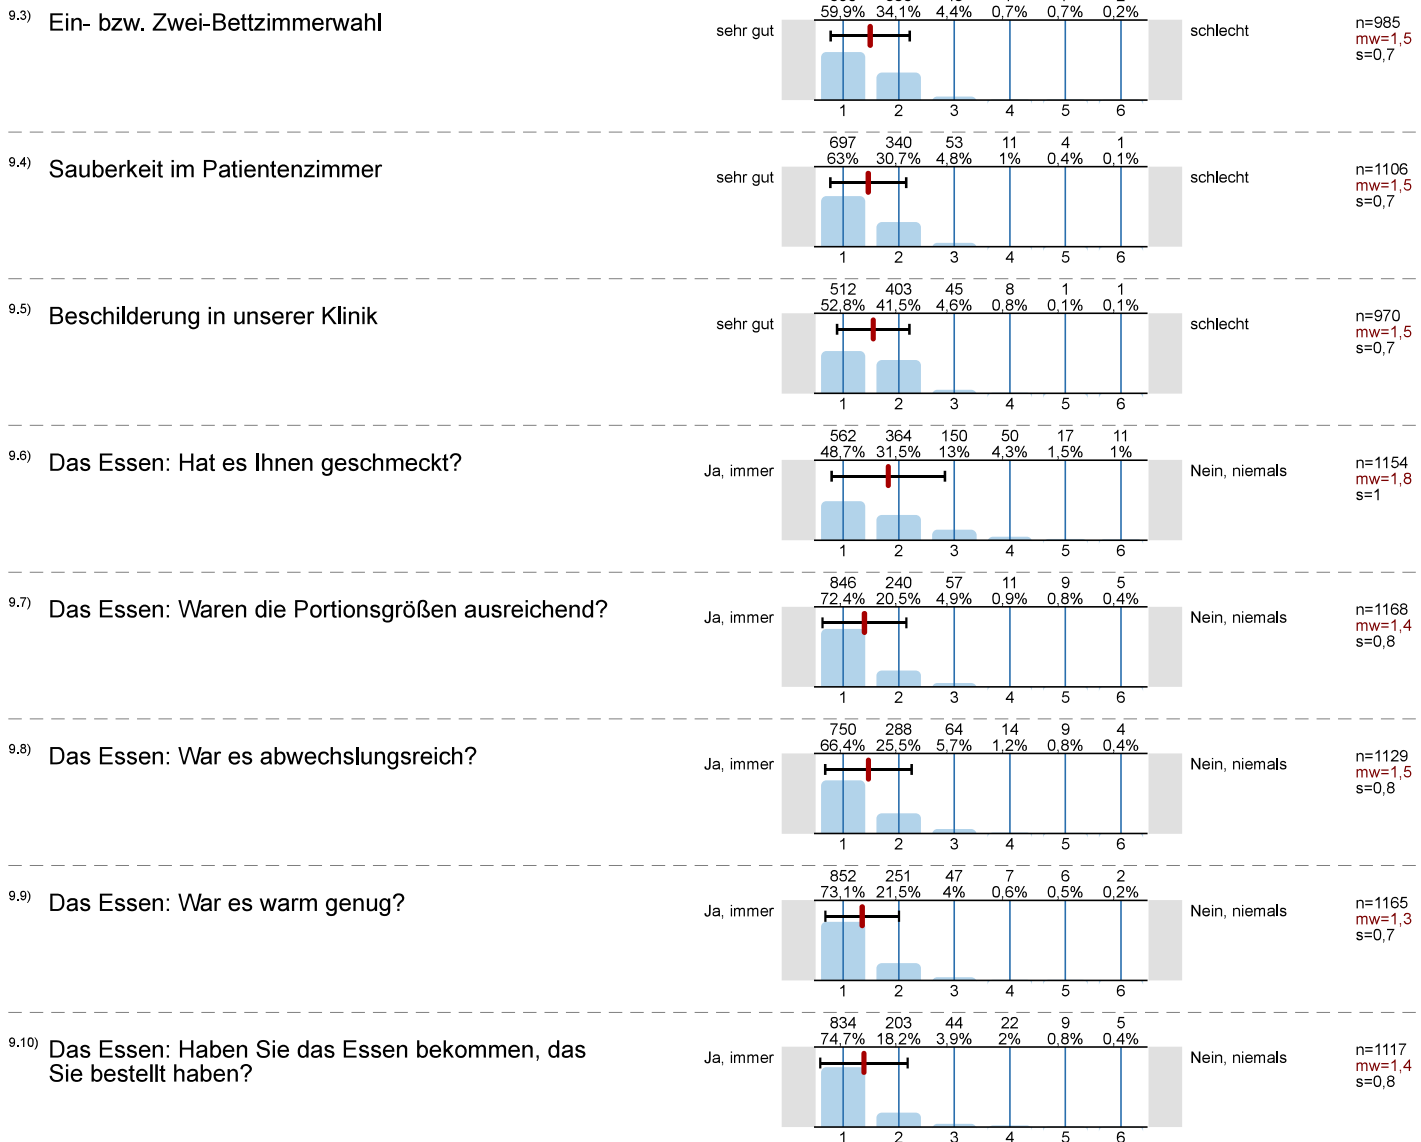 59,9% 34,1% 4,4% 0,7% 0,7% 0,2%
9.3) Ein- bzw. Zwei-Bettzimmerwahl
sehr gut schlecht
n=985
mw=1,5
s=0,7
1 2 3 4 5 6
697 340 53 11 4 1
63% 30,7% 4,8% 1% 0,4% 0,1%
9.4) Sauberkeit im Patientenzimmer
sehr gut schlecht
n=1106
mw=1,5
s=0,7
1 2 3 4 5 6
512 403 45 8 1 1
52,8% 41,5% 4,6% 0,8% 0,1% 0,1%
9.5) Beschilderung in unserer Klinik
sehr gut schlecht
n=970
mw=1,5
s=0,7
1 2 3 4 5 6
562 364 150 50 17 11
48,7% 31,5% 13% 4,3% 1,5% 1%
9.6) Das Essen: Hat es Ihnen geschmeckt?
Ja, immer Nein, niemals
n=1154
mw=1,8
s=1
1 2 3 4 5 6
846 240 57 11 9 5
72,4% 20,5% 4,9% 0,9% 0,8% 0,4%
9.7) Das Essen: Waren die Portionsgrößen ausreichend?
Ja, immer Nein, niemals
n=1168
mw=1,4
s=0,8
1 2 3 4 5 6
750 288 64 14 9 4
66,4% 25,5% 5,7% 1,2% 0,8% 0,4%
9.8) Das Essen: War es abwechslungsreich?
Ja, immer Nein, niemals
n=1129
mw=1,5
s=0,8
1 2 3 4 5 6
852 251 47 7 6 2
73,1% 21,5% 4% 0,6% 0,5% 0,2%
9.9) Das Essen: War es warm genug?
Ja, immer Nein, niemals
n=1165
mw=1,3
s=0,7
1 2 3 4 5 6
834 203 44 22 9 5
74,7% 18,2% 3,9% 2% 0,8% 0,4%
9.10) Das Essen: Haben Sie das Essen bekommen, das
Sie bestellt haben?
Ja, immer Nein, niemals
n=1117
mw=1,4
s=0,8
1 2 3 4 5 6